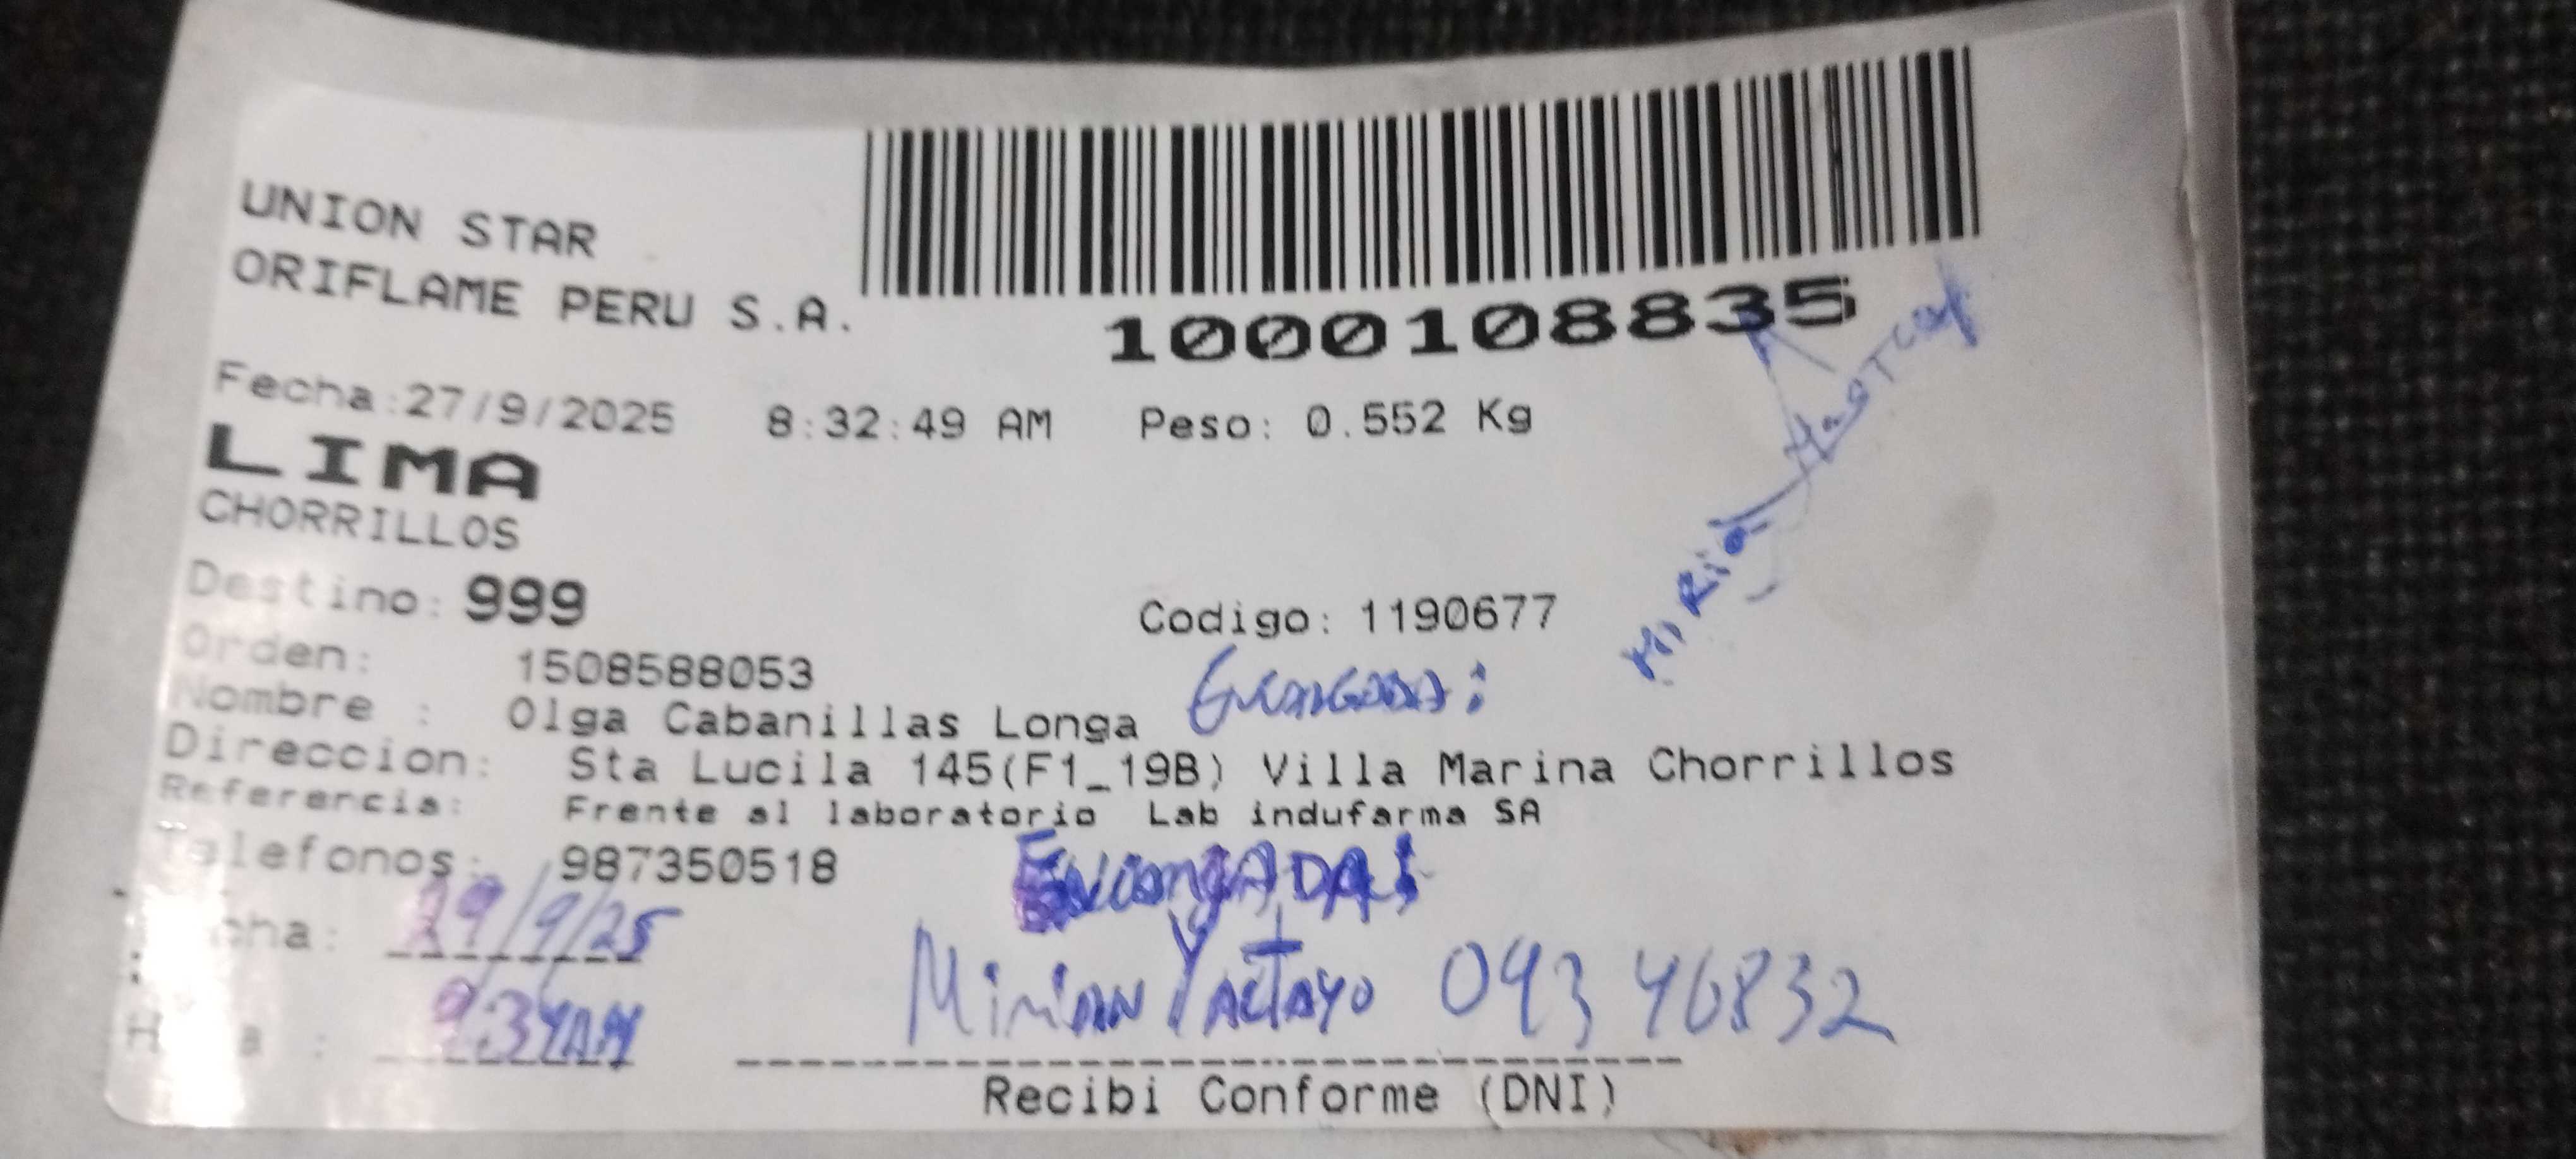 UNION STAR
ORIFLAME PERU S.A.
1000108835
Fecha:27/9/2025 8:32:49 AM Peso: 0.552 Kg
LIMA
CHORRILLOS
Destino: 999 Codigo: 1190677
Orden: 1508588053
Nombre : Olga Cabanillas Longa
Direccion: Sta Lucila 145(F1_19B) Villa Marina Chorrillos
Referencia: Frente al laboratorio Lab indufarma SA
Telefonos: 987350518
29/9/25
Yactayo 09346832
Recibi Conforme (DNI)